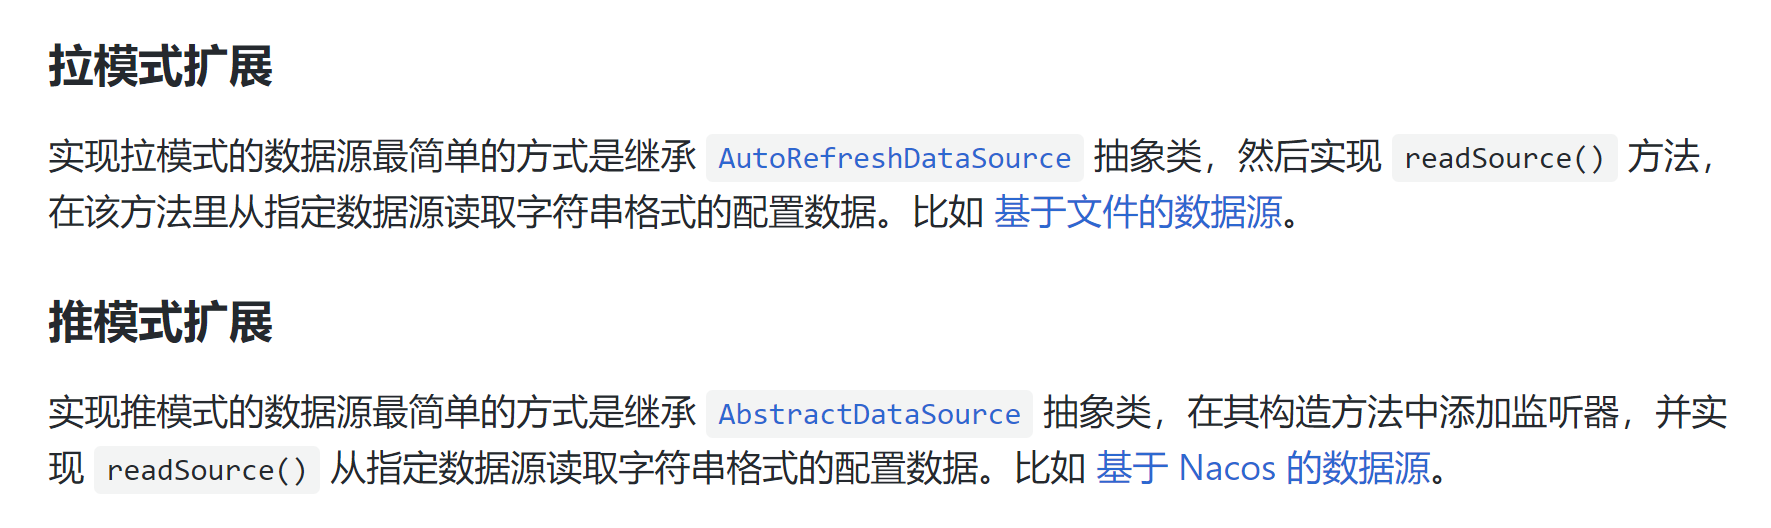 拉模式扩展
实现拉模式的数据源最简单的方式是继承 AutoRefreshDataSource 抽象类，然后实现 readSource() 方法，
在该方法里从指定数据源读取字符串格式的配置数据。比如 基于文件的数据源。
推模式扩展
实现推模式的数据源最简单的方式是继承 AbstractDataSource 抽象类，在其构造方法中添加监听器，并实
现 readSource() 从指定数据源读取字符串格式的配置数据。比如 基于 Nacos 的数据源。